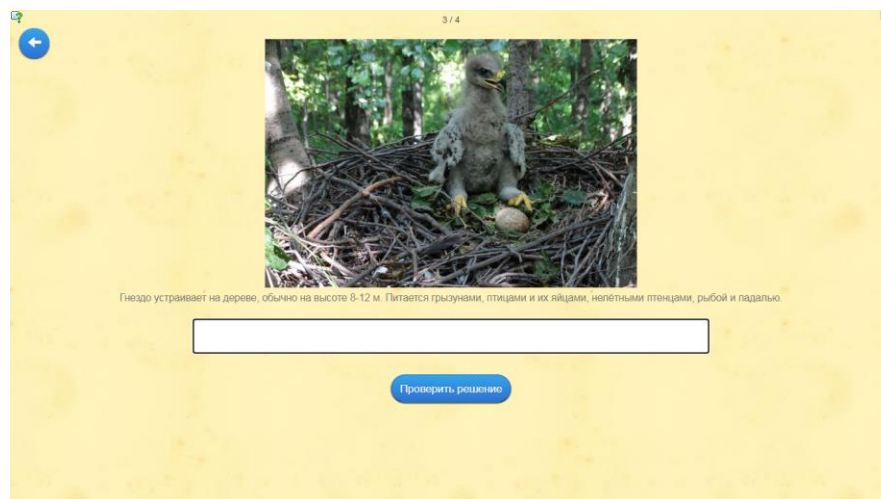 3 / 4
Гнездо устраивает на дереве, обычно на высоте 8-12 м. Питается грызунами, птицами и их яйцами, нелётными птенцами, рыбой и падалью.
Проверить решение